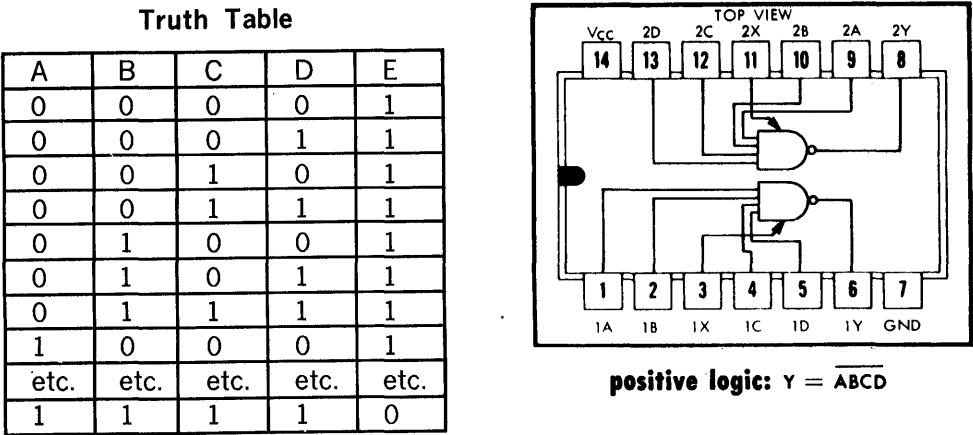 Truth Table
A B C D E
0 0 0 0 1
0 0 0 1 1
0 0 1 0 1
0 0 1 1 1
0 1 0 0 1
0 1 0 1 1
0 1 1 1 1
1 0 0 0 1
etc. etc. etc. etc. etc.
1 1 1 1 0
TOP VIEW
VCC 2D 2C 2X 2B 2A 2Y
14 13 12 11 10 9 8
1 2 3 4 5 6 7
1A 1B 1X 1C 1D 1Y GND
positive logic: Y = A̅B̅C̅D̅